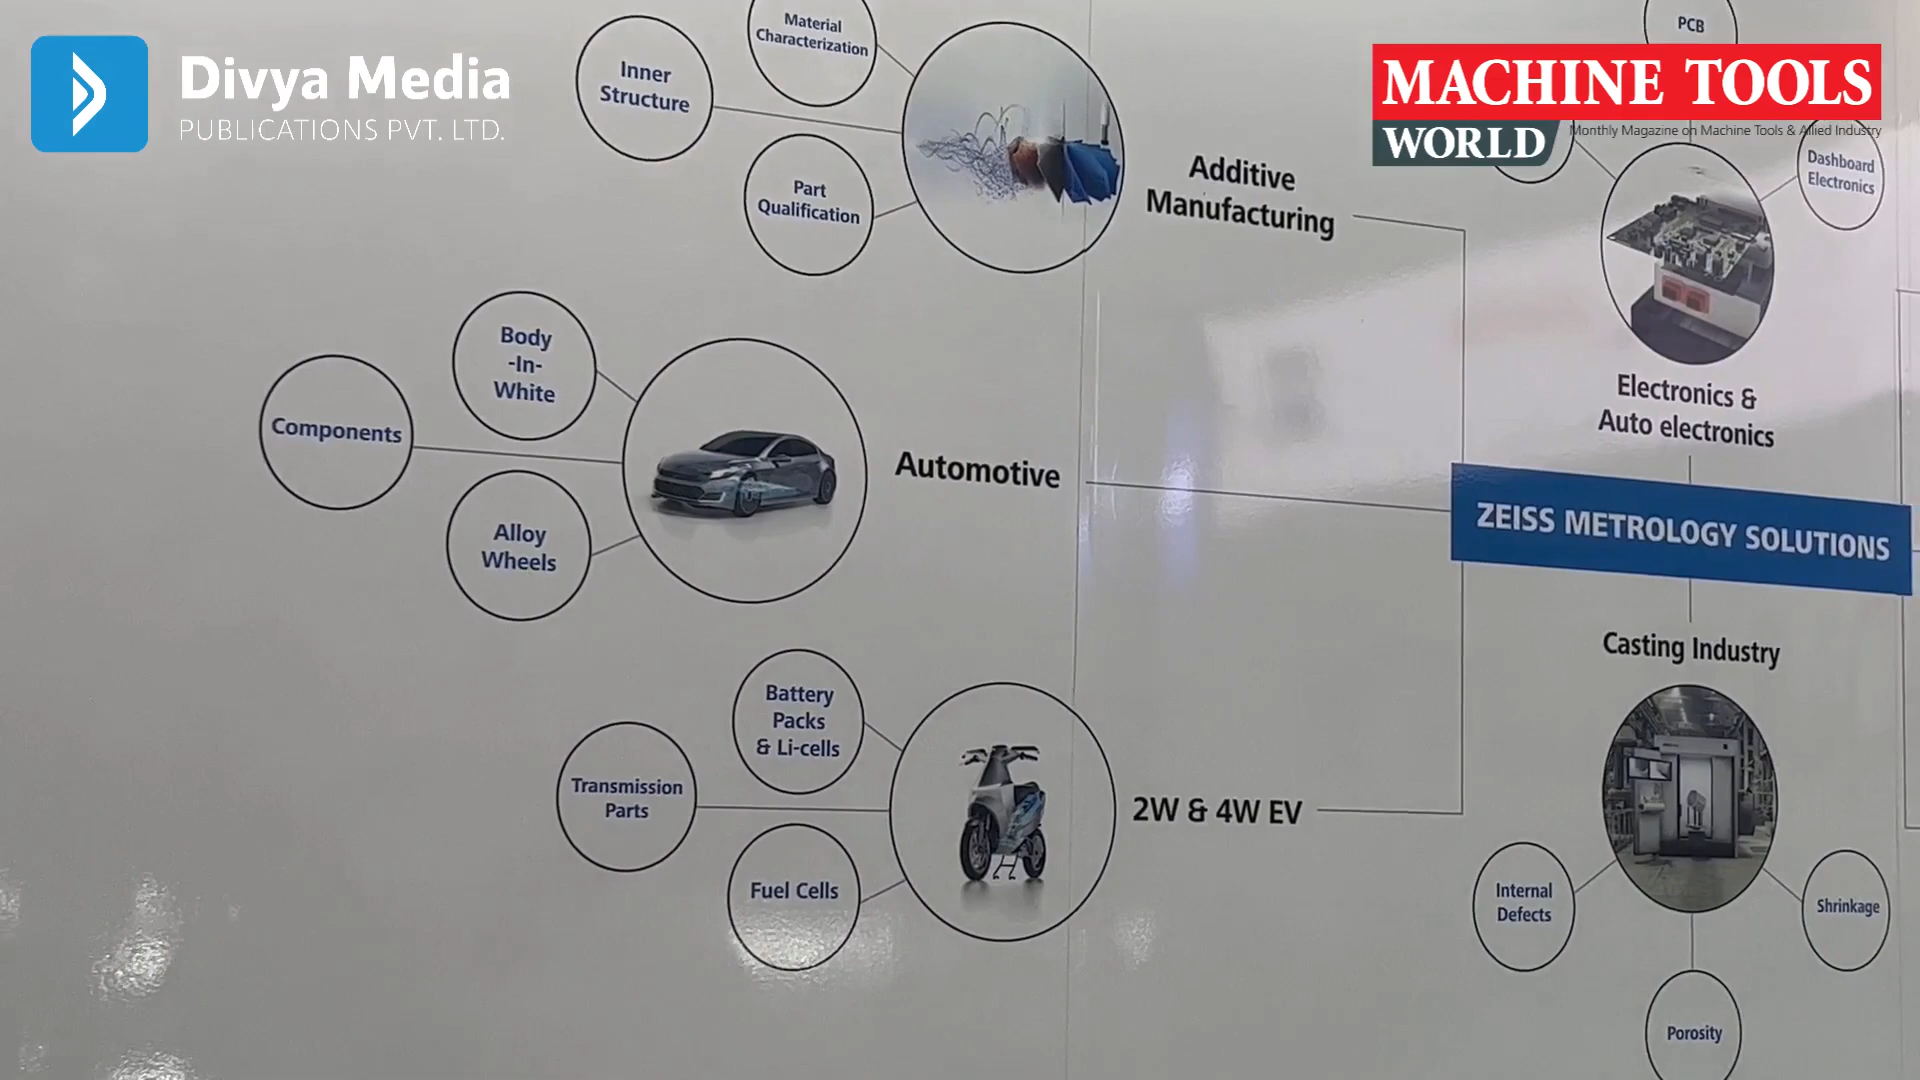 Divya Media
PUBLICATIONS PVT. LTD.
MACHINE TOOLS
WORLD
Monthly Magazine on Machine Tools & Allied Industry
Material
Characterization
Inner
Structure
Part
Qualification
Additive
Manufacturing
PCB
Dashboard
Electronics
Electronics &
Auto electronics
Body
-In-
White
Components
Alloy
Wheels
Automotive
ZEISS METROLOGY SOLUTIONS
Battery
Packs
& Li-cells
Transmission
Parts
Fuel Cells
2W & 4W EV
Casting Industry
Internal
Defects
Shrinkage
Porosity